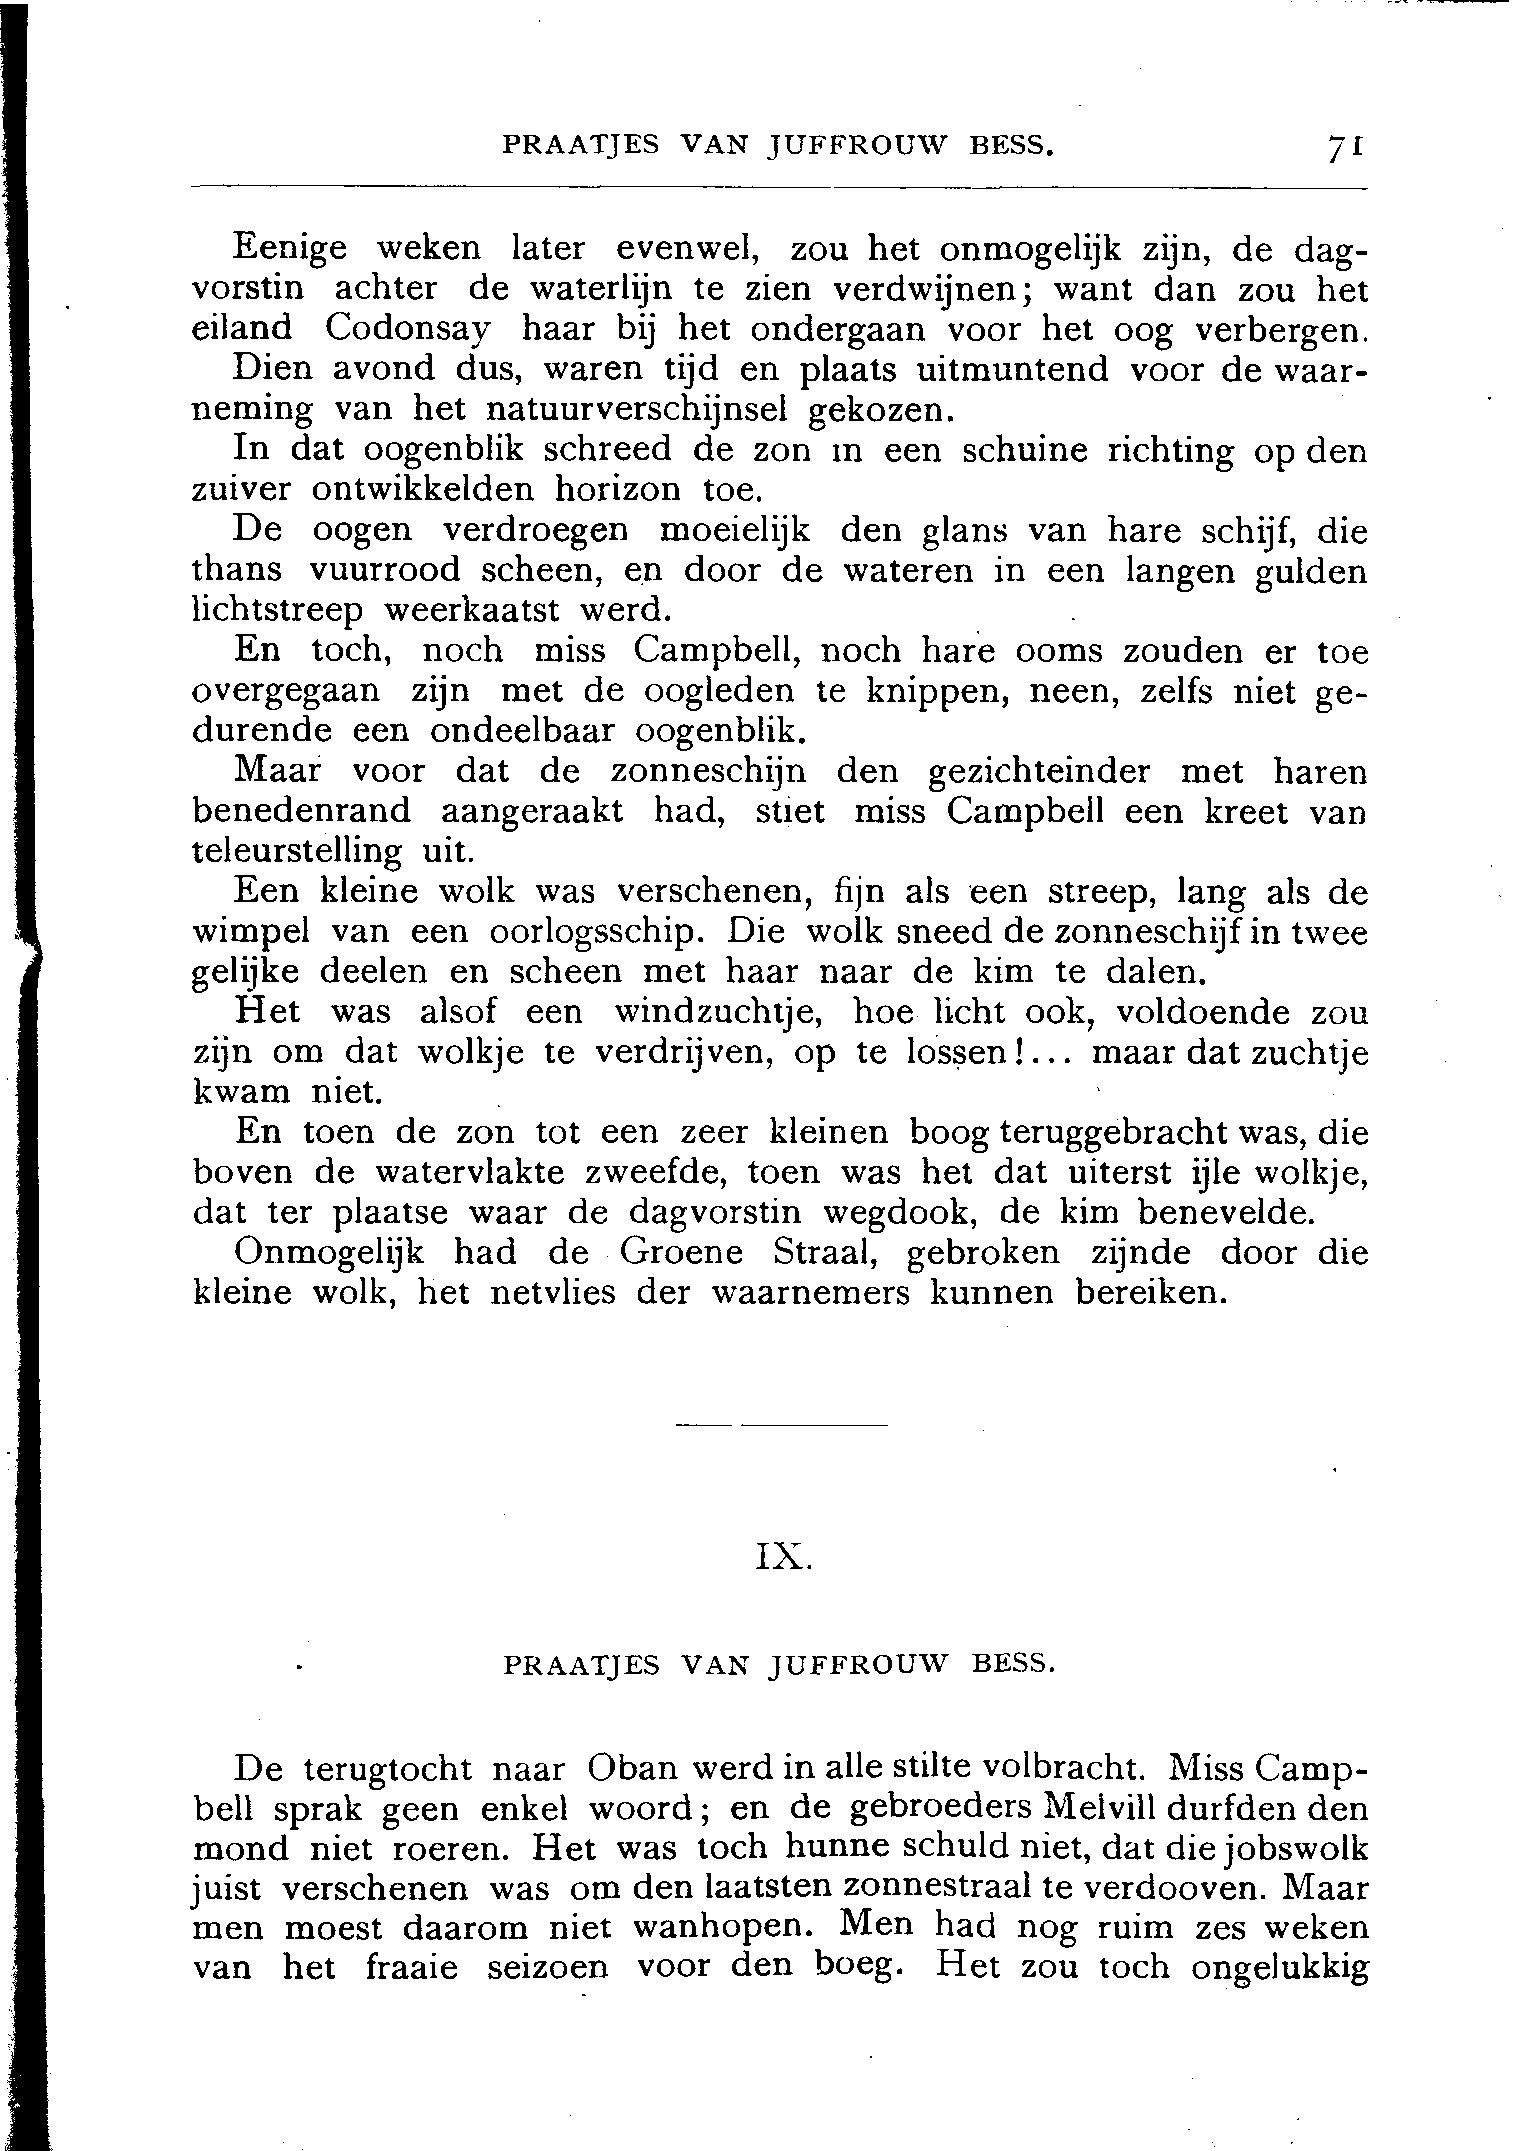 PRAATJES VAN JUFFROUW BESS. 71
Eenige weken later evenwel, zou het onmogelijk zijn, de dag-
vorstin achter de waterlijn te zien verdwijnen; want dan zou het
eiland Codonsay haar bij het ondergaan voor het oog verbergen.
Dien avond dus, waren tijd en plaats uitmuntend voor de waar-
neming van het natuurverschijnsel gekozen.
In dat oogenblik schreed de zon in een schuine richting op den
zuiver ontwikkelden horizon toe.
De oogen verdroegen moeielijk den glans van hare schijf, die
thans vuurrood scheen, en door de wateren in een langen gulden
lichtstreep weerkaatst werd.
En toch, noch miss Campbell, noch hare ooms zouden er toe
overgegaan zijn met de oogleden te knippen, neen, zelfs niet ge-
durende een ondeelbaar oogenblik.
Maar voor dat de zonneschijn den gezichteinder met haren
benedenrand aangeraakt had, stiet miss Campbell een kreet van
teleurstelling uit.
Een kleine wolk was verschenen, fijn als een streep, lang als de
wimpel van een oorlogsschip. Die wolk sneed de zonneschijf in twee
gelijke deelen en scheen met haar naar de kim te dalen.
Het was alsof een windzuchtje, hoe licht ook, voldoende zou
zijn om dat wolkje te verdrijven, op te lossen!... maar dat zuchtje
kwam niet.
En toen de zon tot een zeer kleinen boog teruggebracht was, die
boven de watervlakte zweefde, toen was het dat uiterst ijle wolkje,
dat ter plaatse waar de dagvorstin wegdook, de kim benevelde.
Onmogelijk had de Groene Straal, gebroken zijnde door die
kleine wolk, het netvlies der waarnemers kunnen bereiken.
IX.
PRAATJES VAN JUFFROUW BESS.
De terugtocht naar Oban werd in alle stilte volbracht. Miss Camp-
bell sprak geen enkel woord; en de gebroeders Melvill durfden den
mond niet roeren. Het was toch hunne schuld niet, dat die jobswolk
juist verschenen was om den laatsten zonnestraal te verdooven. Maar
men moest daarom niet wanhopen. Men had nog ruim zes weken
van het fraaie seizoen voor den boeg. Het zou toch ongelukkig